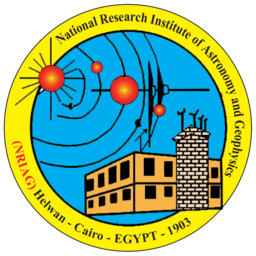 National Research Institute of Astronomy and Geophysics
(NRIAG) Helwan - Cairo - EGYPT - 1903